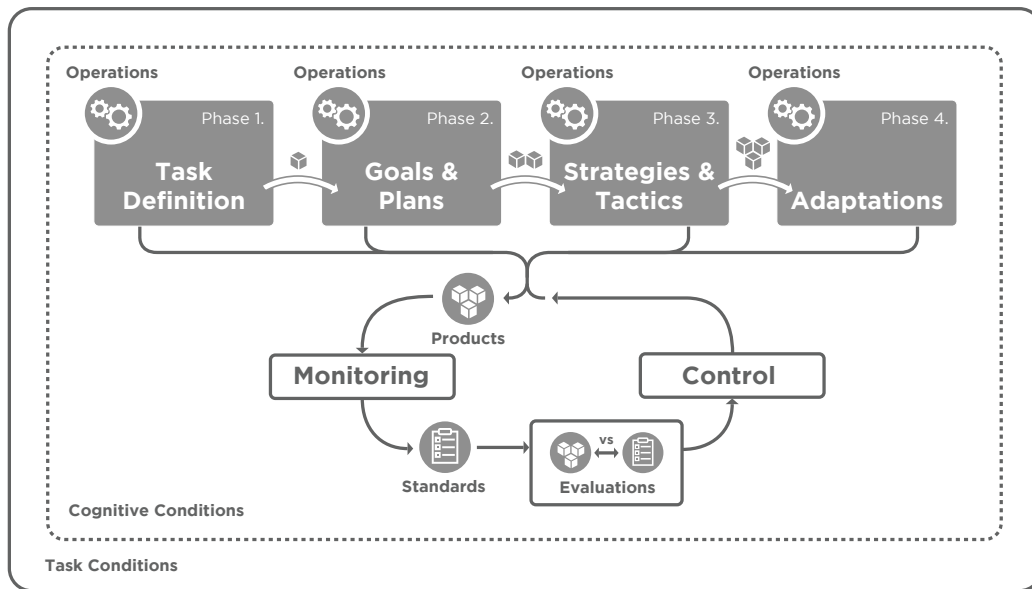 Operations
Operations
Operations
Operations
Phase 1.
Phase 2.
Phase 3.
Phase 4.
Task
Definition
Goals &
Plans
Strategies &
Tactics
Adaptations
Products
Monitoring
Control
Standards
vs
Evaluations
Cognitive Conditions
Task Conditions